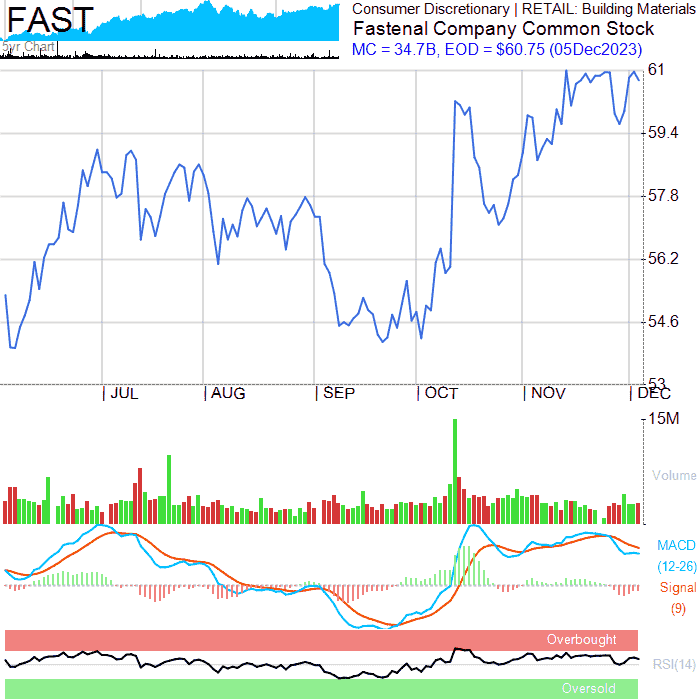 FAST
5yr Chart
Consumer Discretionary | RETAIL: Building Materials
Fastenal Company Common Stock
MC = 34.7B, EOD = $60.75 (05Dec2023)
61
59.4
57.8
56.2
54.6
53
| JUL | AUG | SEP | OCT | NOV | DEC
15M
Volume
MACD
(12-26)
Signal
(9)
Overbought
RSI(14)
Oversold